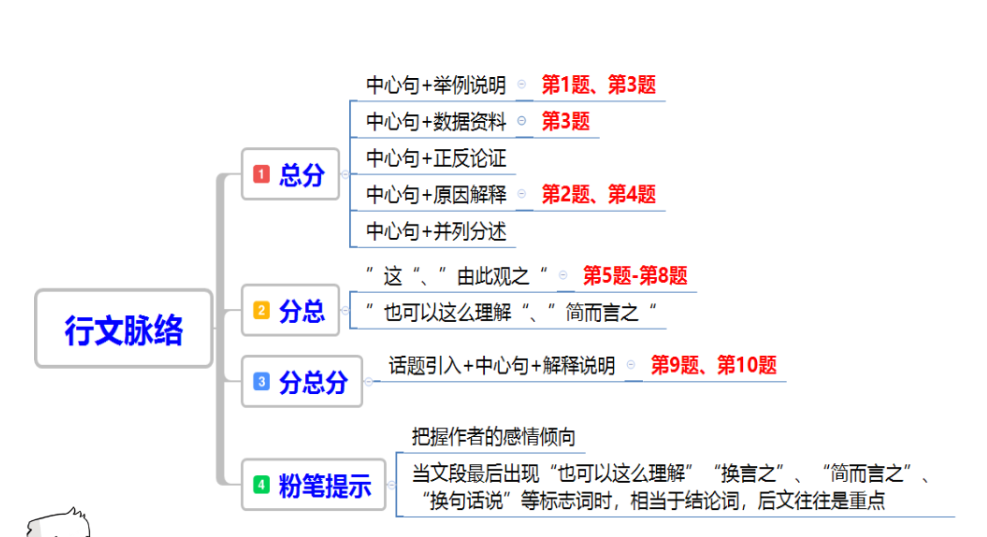 行文脉络
1 总分
中心句+举例说明 第1题、第3题
中心句+数据资料 第3题
中心句+正反论证
中心句+原因解释 第2题、第4题
中心句+并列分述
2 分总
”这“、”由此观之“ 第5题-第8题
”也可以这么理解“、”简而言之“
3 分总分
话题引入+中心句+解释说明 第9题、第10题
4 粉笔提示
把握作者的感情倾向
当文段最后出现“也可以这么理解”“换言之”、“简而言之”、
“换句话说”等标志词时，相当于结论词，后文往往是重点